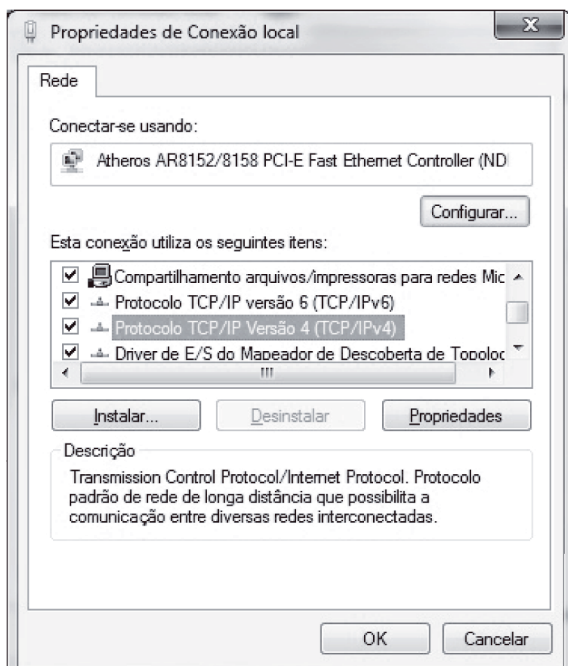 Propriedades de Conexão local
Rede
Conectar-se usando:
Atheros AR8152/8158 PCI-E Fast Ethernet Controller (ND
Configurar...
Esta conexão utiliza os seguintes itens:
Compartilhamento arquivos/impressoras para redes Mic
Protocolo TCP/IP versão 6 (TCP/IPv6)
Protocolo TCP/IP Versão 4 (TCP/IPv4)
Driver de E/S do Mapeador de Descoberta de Topoloc
Instalar... Desinstalar Propriedades
Descrição
Transmission Control Protocol/Internet Protocol. Protocolo
padrão de rede de longa distância que possibilita a
comunicação entre diversas redes interconectadas.
OK Cancelar